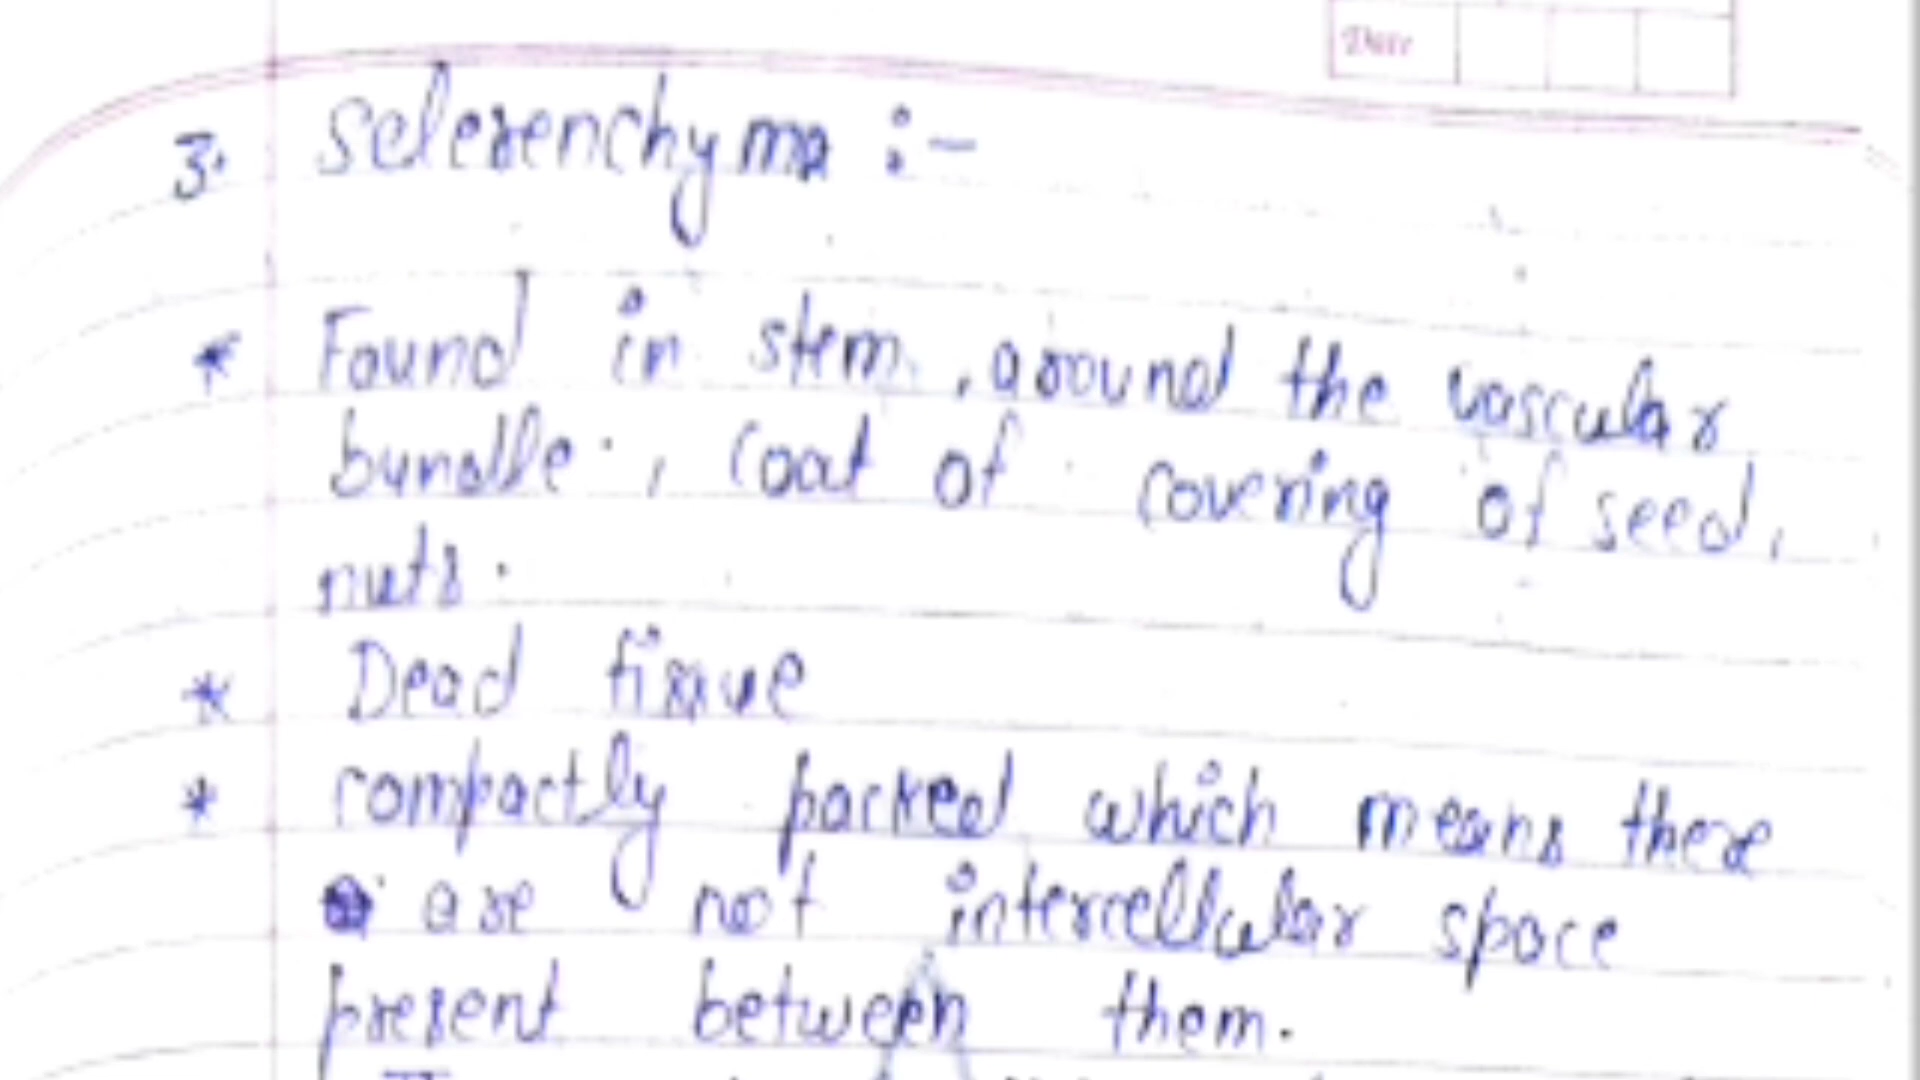 Date
3. Sclerenchyma :-
* Found in stem, around the vascular
bundle, coat of covering of seed,
nuts.
* Dead tissue
* compactly packed which means there
are not intercellular space
present between them.